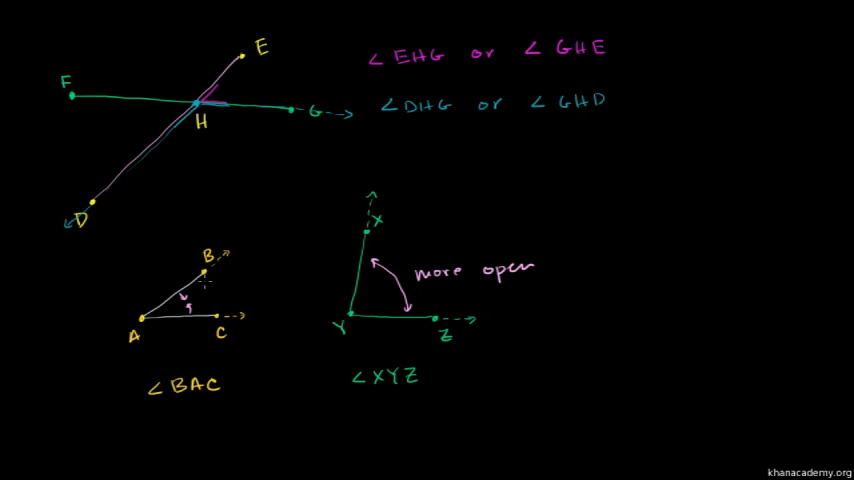 E
∠EHG or ∠GHE
F
∠DHG or ∠GHD
G
H
D
X
B
more open
Y
A
C
Z
∠BAC
∠XYZ
khanacademy.org